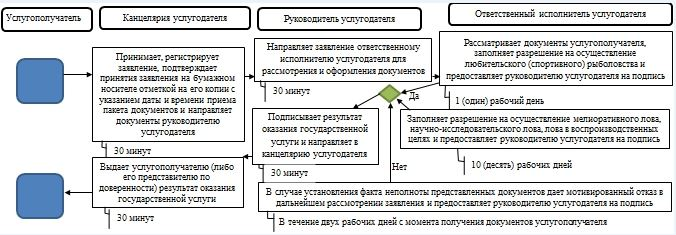 Услугополучатель
Канцелярия услугодателя
Руководитель услугодателя
Ответственный исполнитель услугодателя
Принимает, регистрирует
заявление, подтверждает
принятия заявления на бумажном
носителе отметкой на его копии с
указанием даты и времени приема
пакета документов и направляет
документы руководителю
услугодателя
30 минут
Направляет заявление ответственному
исполнителю услугодателя для
рассмотрения и оформления документов
30 минут
Рассматривает документы услугополучателя,
заполняет разрешение на осуществление
любительского (спортивного) рыболовства и
предоставляет руководителю услугодателя на подпись
1 (один) рабочий день
Да
Заполняет разрешение на осуществление мелиоративного лова,
научно-исследовательского лова, лова в воспроизводственных
целях и предоставляет руководителю услугодателя на подпись
10 (десять) рабочих дней
Подписывает результат
оказания государственной
услуги и направляет в
канцелярию услугодателя
30 минут
Нет
Выдает услугополучателю (либо
его представителю по
доверенности) результат оказания
государственной услуги
30 минут
В случае установления факта неполноты представленных документов дает мотивированный отказ в
дальнейшем рассмотрении заявления и предоставляет руководителю услугодателя на подпись
В течение двух рабочих дней с момента получения документов услугополучателя